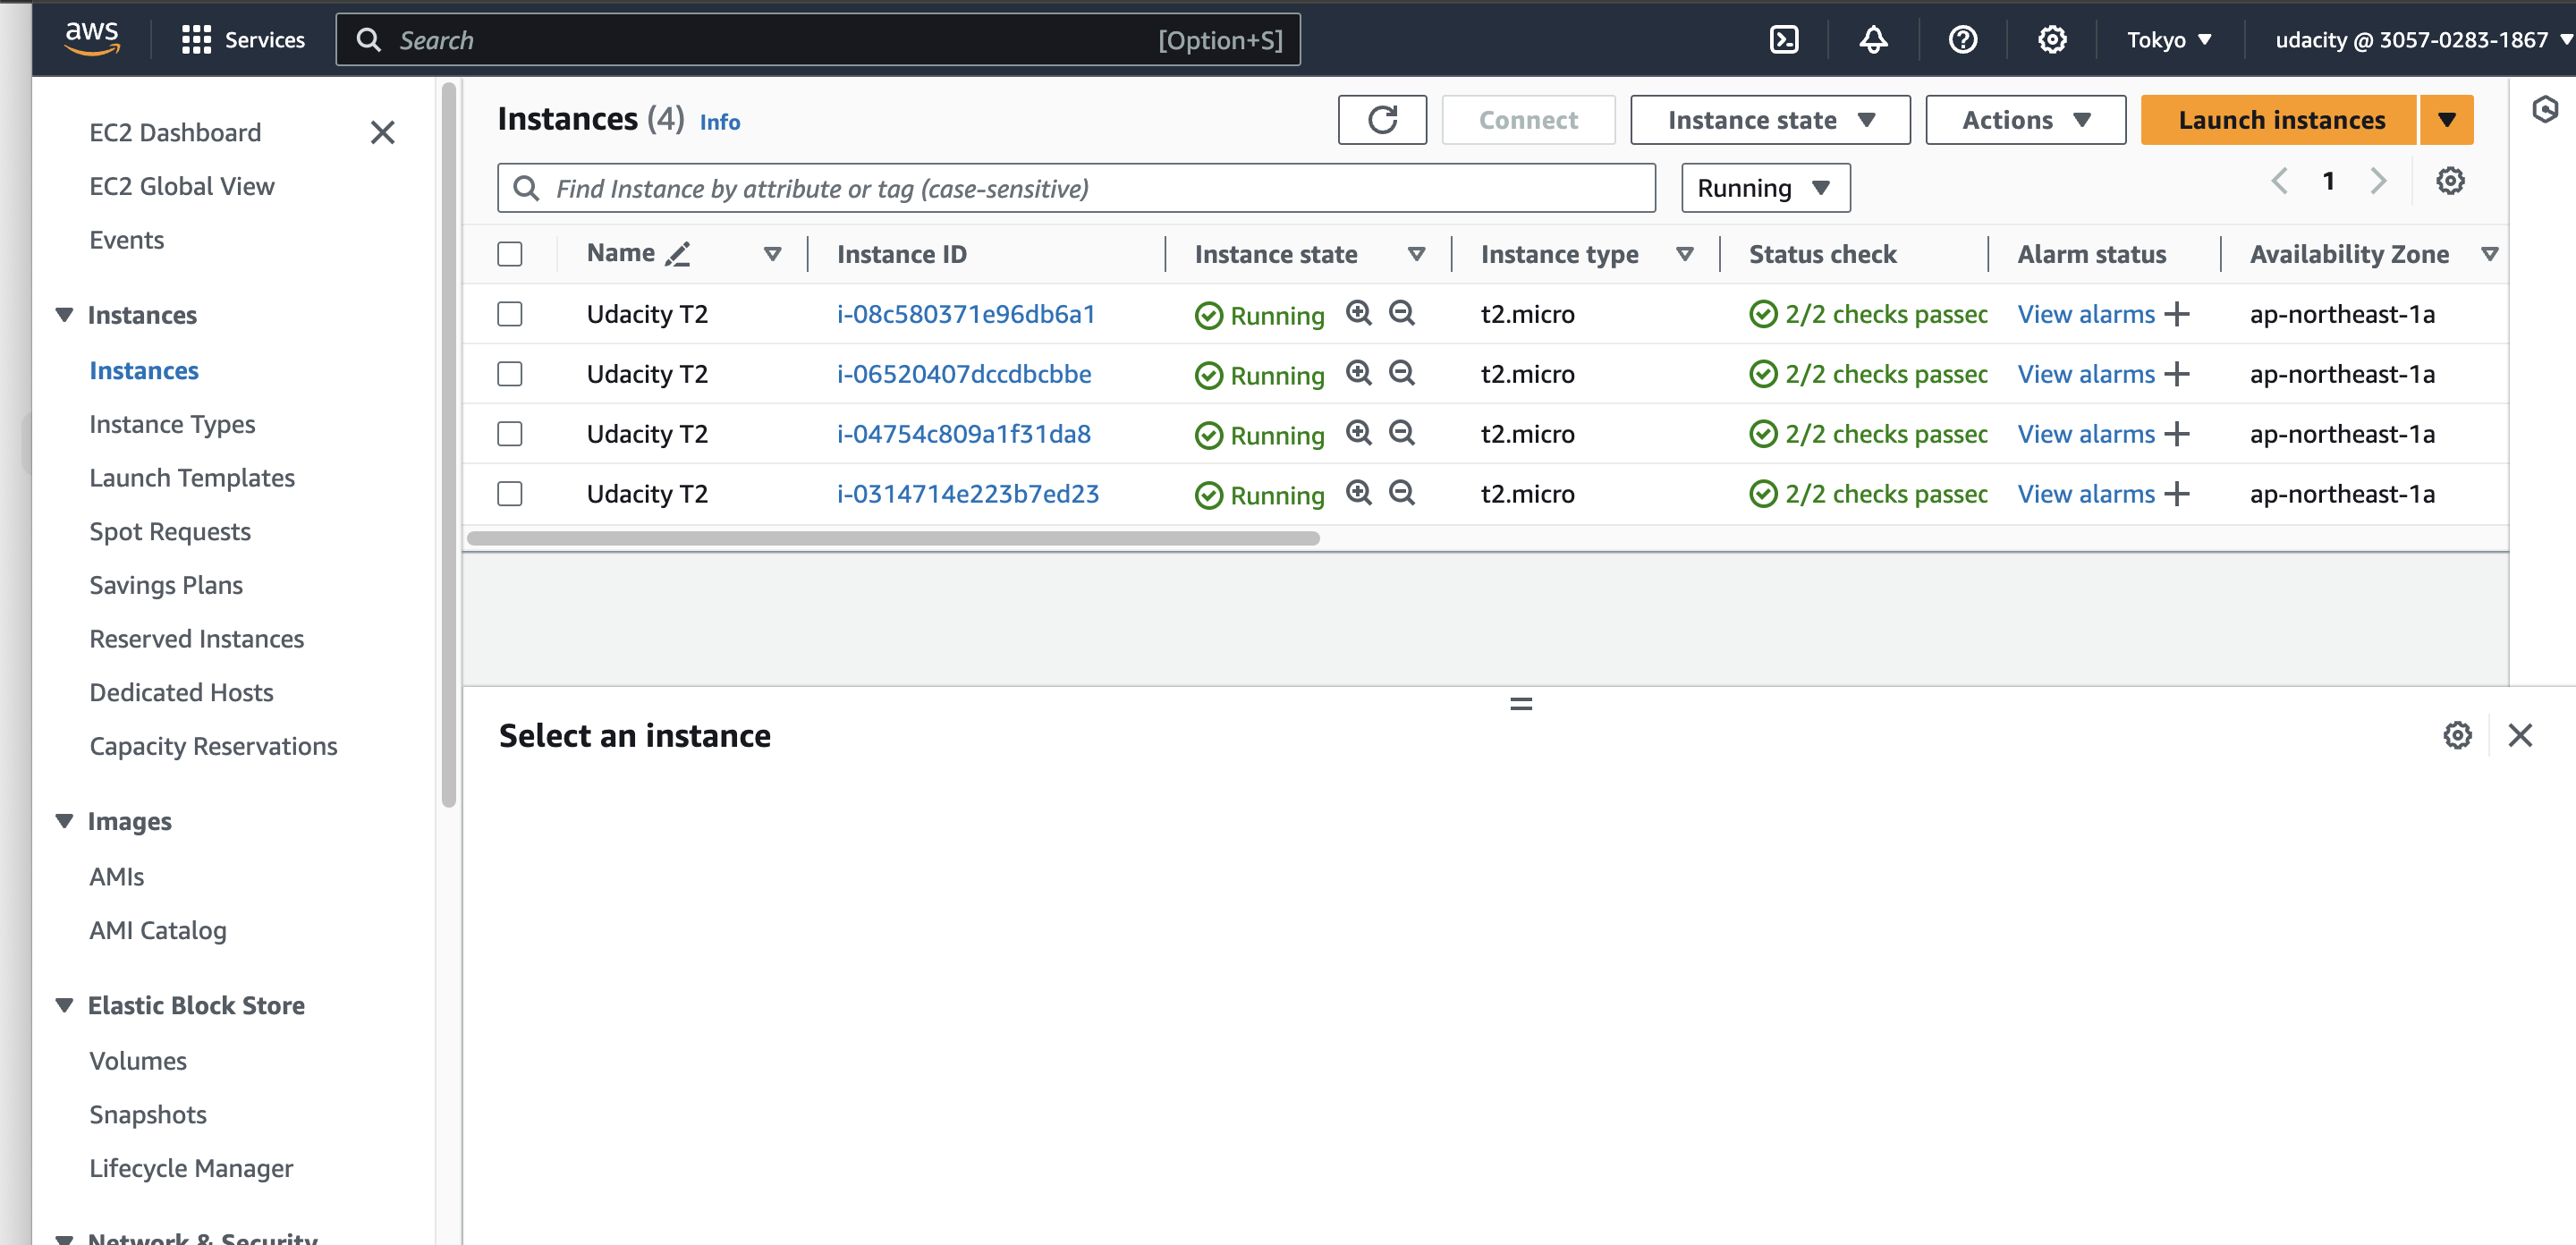 aws
Services
Search
[Option+S]
Tokyo
udacity @ 3057-0283-1867
EC2 Dashboard
EC2 Global View
Events
Instances
Instances
Instance Types
Launch Templates
Spot Requests
Savings Plans
Reserved Instances
Dedicated Hosts
Capacity Reservations
Images
AMIs
AMI Catalog
Elastic Block Store
Volumes
Snapshots
Lifecycle Manager
Network & Security
Instances (4) Info
Connect
Instance state
Actions
Launch instances
Find Instance by attribute or tag (case-sensitive)
Running
1
Name Instance ID Instance state Instance type Status check Alarm status Availability Zone
Udacity T2 i-08c580371e96db6a1 Running t2.micro 2/2 checks passec View alarms + ap-northeast-1a
Udacity T2 i-06520407dccdbcbbe Running t2.micro 2/2 checks passec View alarms + ap-northeast-1a
Udacity T2 i-04754c809a1f31da8 Running t2.micro 2/2 checks passec View alarms + ap-northeast-1a
Udacity T2 i-0314714e223b7ed23 Running t2.micro 2/2 checks passec View alarms + ap-northeast-1a
Select an instance